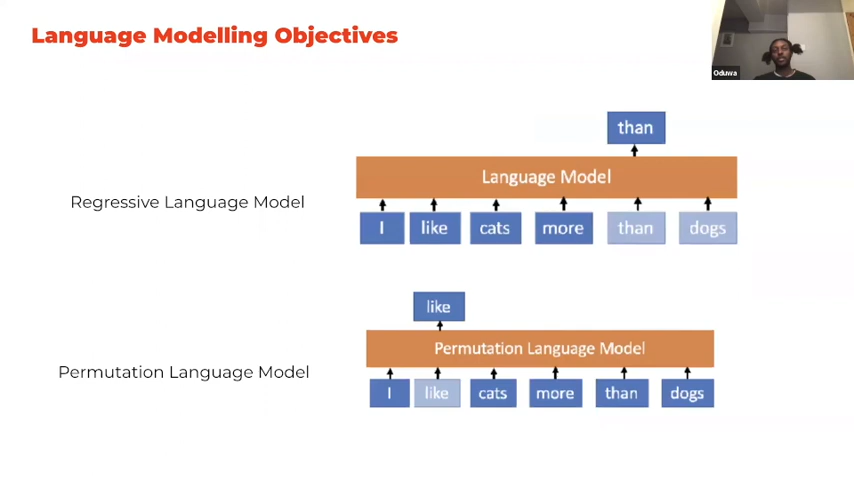 Language Modelling Objectives
Oduwa
than
Language Model
Regressive Language Model
I like cats more than dogs
like
Permutation Language Model
Permutation Language Model
I like cats more than dogs